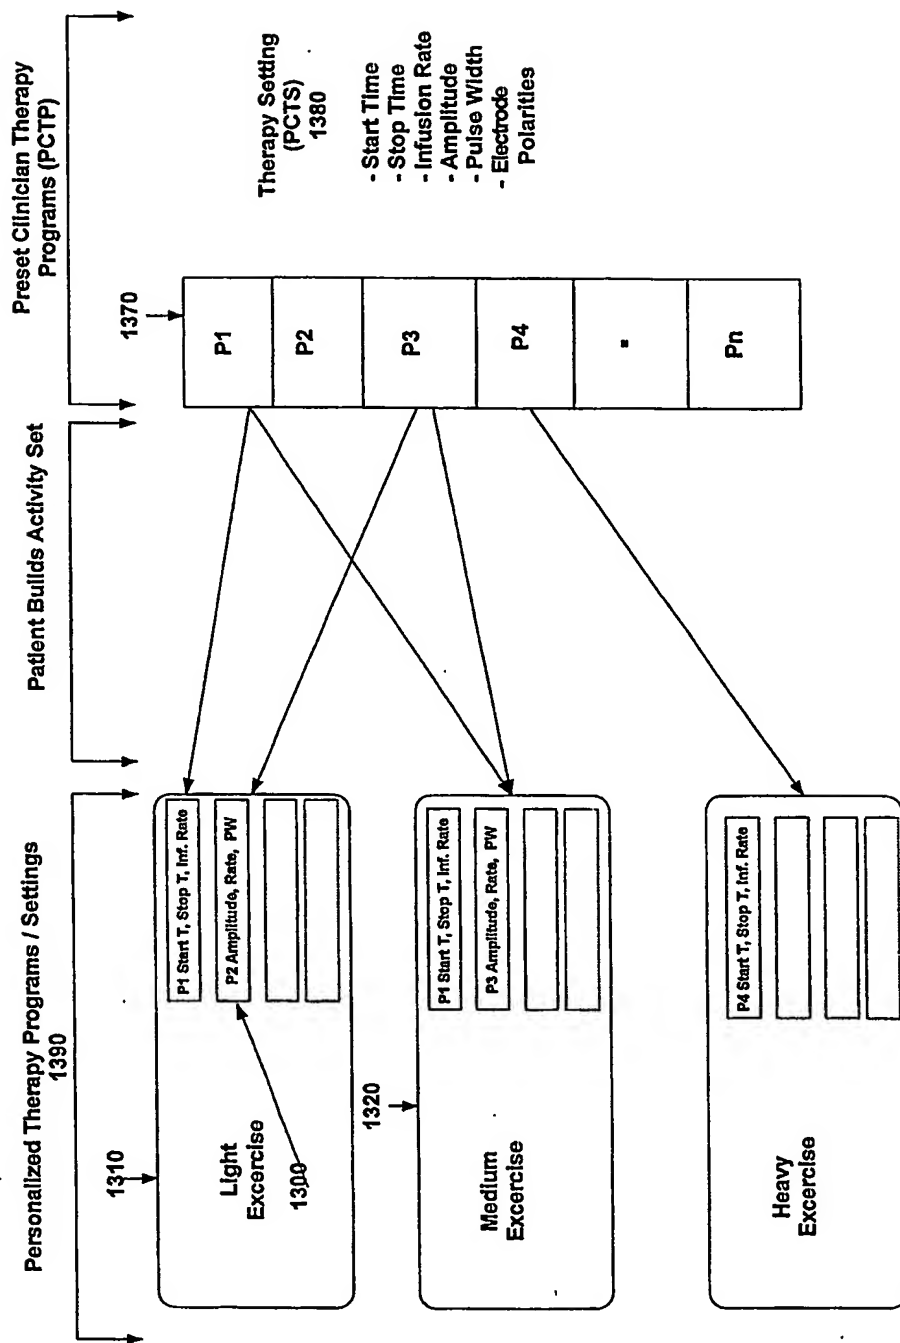 Personalized Therapy Programs / Settings
1390
Patient Builds Activity Set
Preset Clinician Therapy
Programs (PCTP)
1310
Light
Excercise
1300
P1 Start T, Stop T, Inf. Rate
P2 Amplitude, Rate, PW
1320
Medium
Excercise
P1 Start T, Stop T, Inf. Rate
P3 Amplitude, Rate, PW
Heavy
Excercise
P4 Start T, Stop T, Inf. Rate
1370
P1
P2
P3
P4
Pn
Therapy Setting
(PCTS)
1380
- Start Time
- Stop Time
- Infusion Rate
- Amplitude
- Pulse Width
- Electrode
Polarities